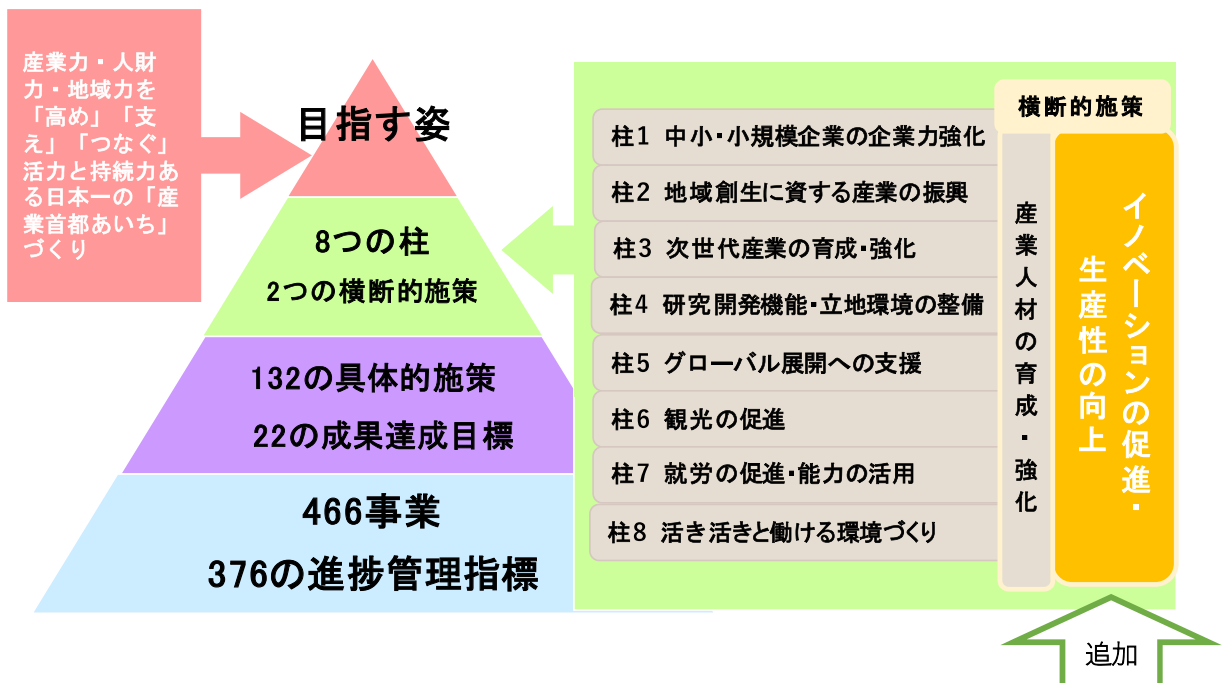 産業力・人財
力・地域力を
「高め」「支
え」「つなぐ」
活力と持続力あ
る日本一の「産
業首都あいち」
づくり
目指す姿
8つの柱
2つの横断的施策
132の具体的施策
22の成果達成目標
466事業
376の進捗管理指標
柱1 中小・小規模企業の企業力強化
柱2 地域創生に資する産業の振興
柱3 次世代産業の育成・強化
柱4 研究開発機能・立地環境の整備
柱5 グローバル展開への支援
柱6 観光の促進
柱7 就労の促進・能力の活用
柱8 活き活きと働ける環境づくり
横断的施策
産業人材の育成・強化
イノベーションの促進・
生産性の向上
追加